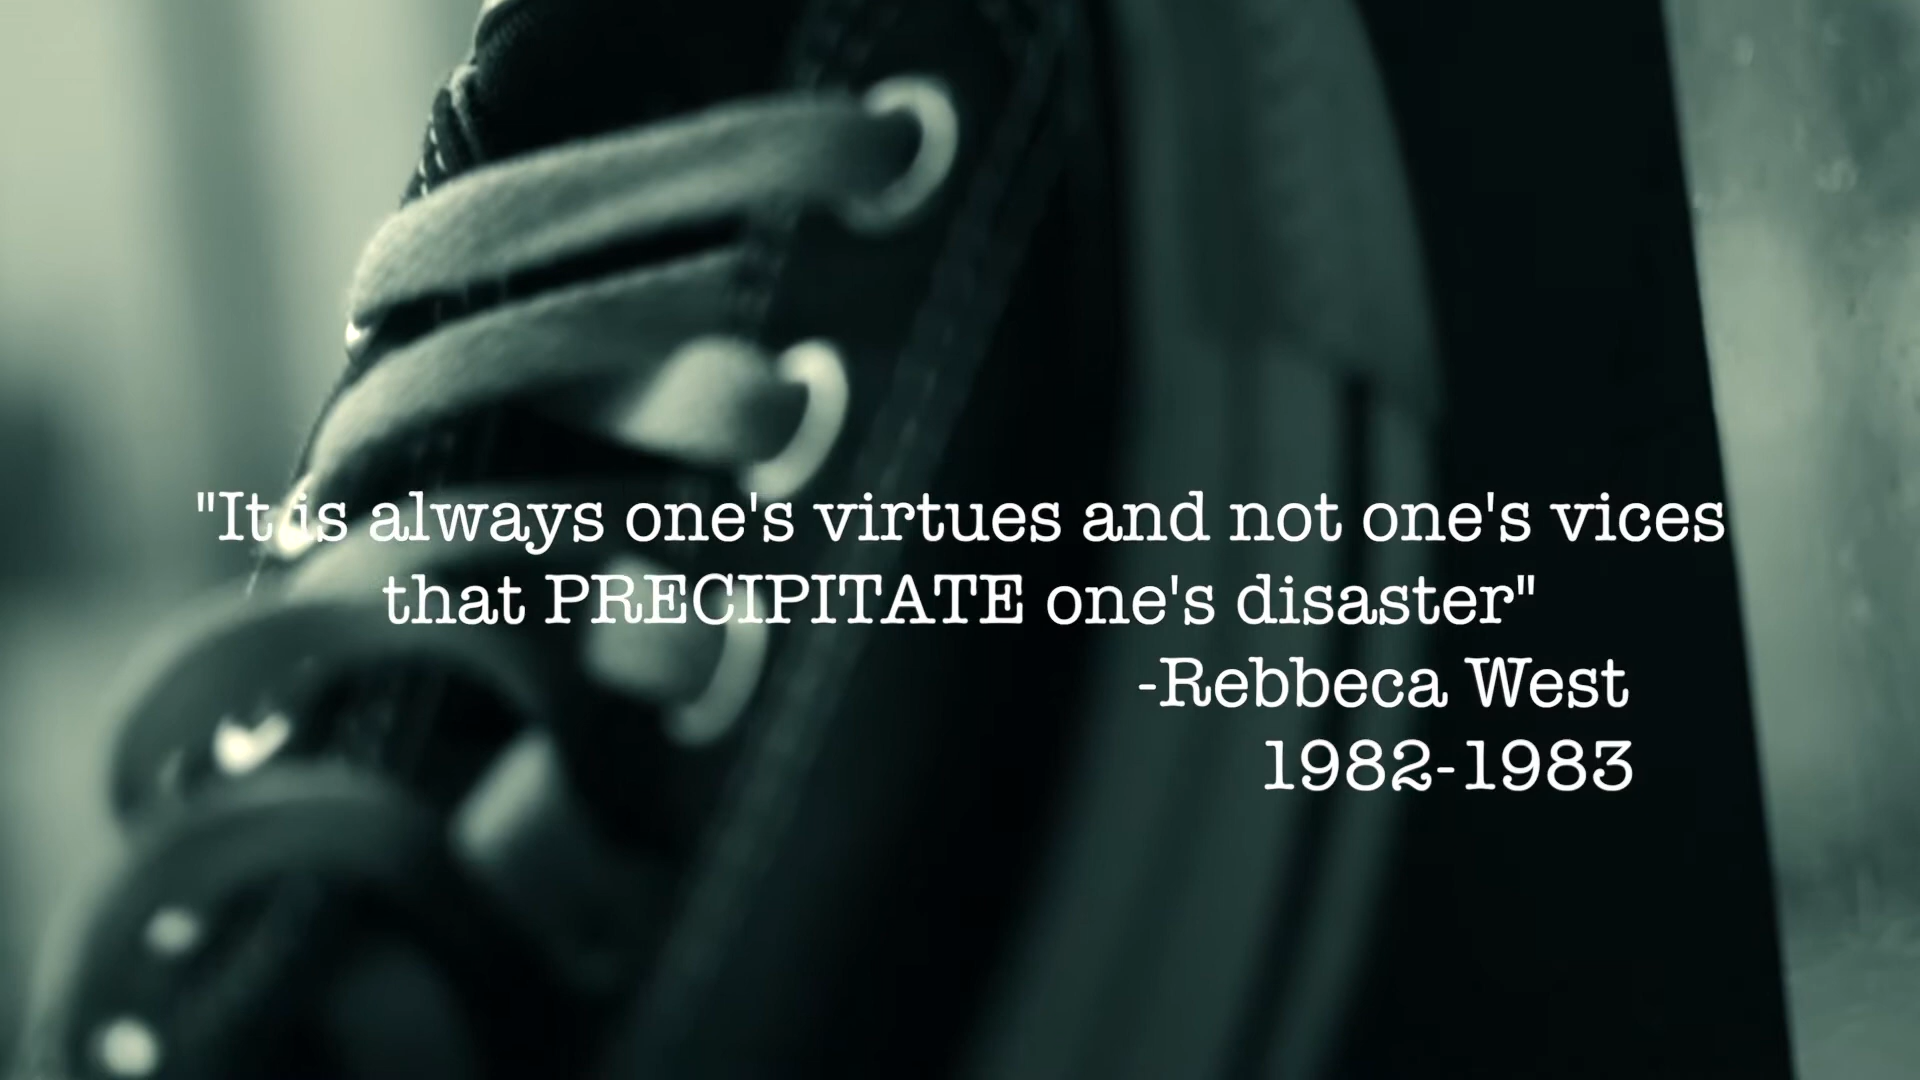 "It is always one's virtues and not one's vices
that PRECIPITATE one's disaster"
-Rebbeca West
1982-1983